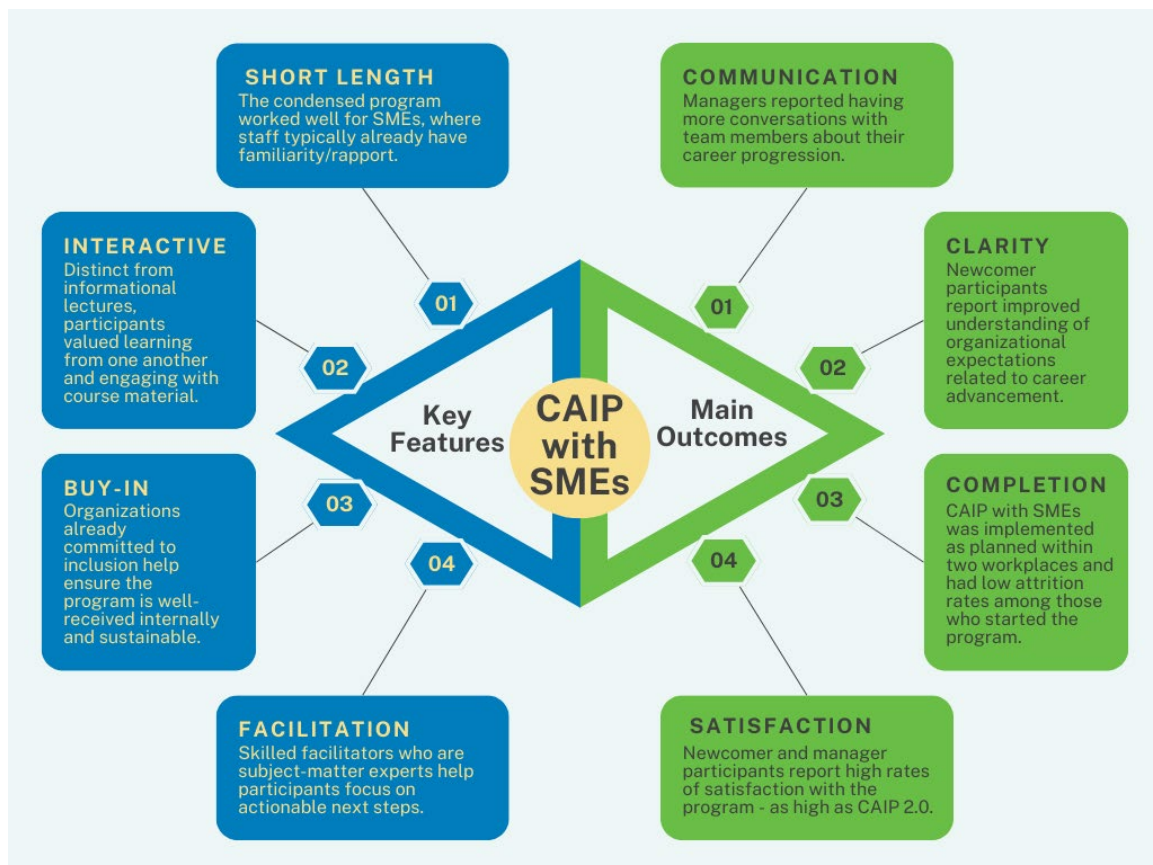 SHORT LENGTH
The condensed program
worked well for SMEs, where
staff typically already have
familiarity/rapport.
INTERACTIVE
Distinct from
informational
lectures,
participants
valued learning
from one another
and engaging with
course material.
BUY-IN
Organizations
already
committed to
inclusion help
ensure the
program is well-
received internally
and sustainable.
FACILITATION
Skilled facilitators who are
subject-matter experts help
participants focus on
actionable next steps.
01
02
03
04
Key
Features
CAIP
with
SMEs
Main
Outcomes
01
02
03
04
COMMUNICATION
Managers reported having
more conversations with
team members about their
career progression.
CLARITY
Newcomer
participants
report improved
understanding of
organizational
expectations
related to career
advancement.
COMPLETION
CAIP with SMEs
was implemented
as planned within
two workplaces and
had low attrition
rates among those
who started the
program.
SATISFACTION
Newcomer and manager
participants report high rates
of satisfaction with the
program - as high as CAIP 2.0.